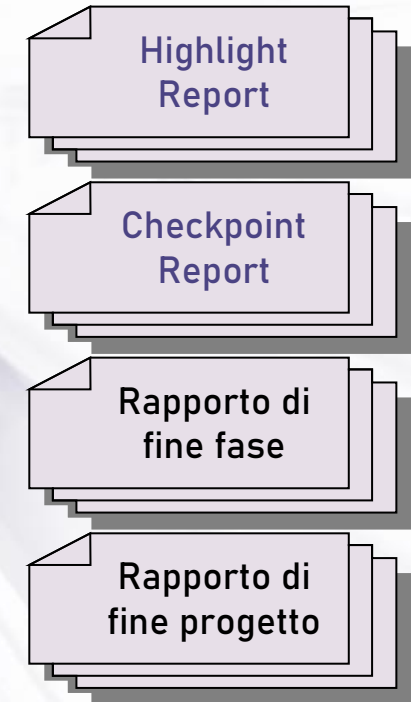 Highlight
Report
Checkpoint
Report
Rapporto di
fine fase
Rapporto di
fine progetto